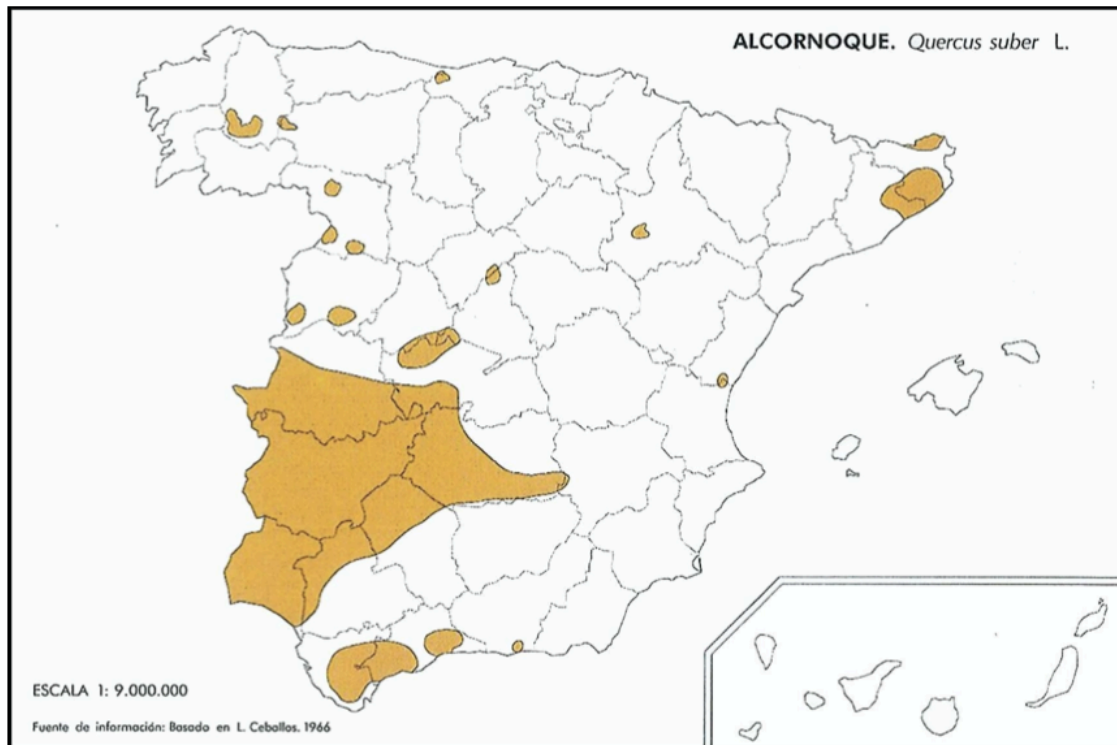 ALCORNOQUE. Quercus suber L.
ESCALA 1: 9.000.000
Fuente de información: Basado en L. Ceballos. 1966